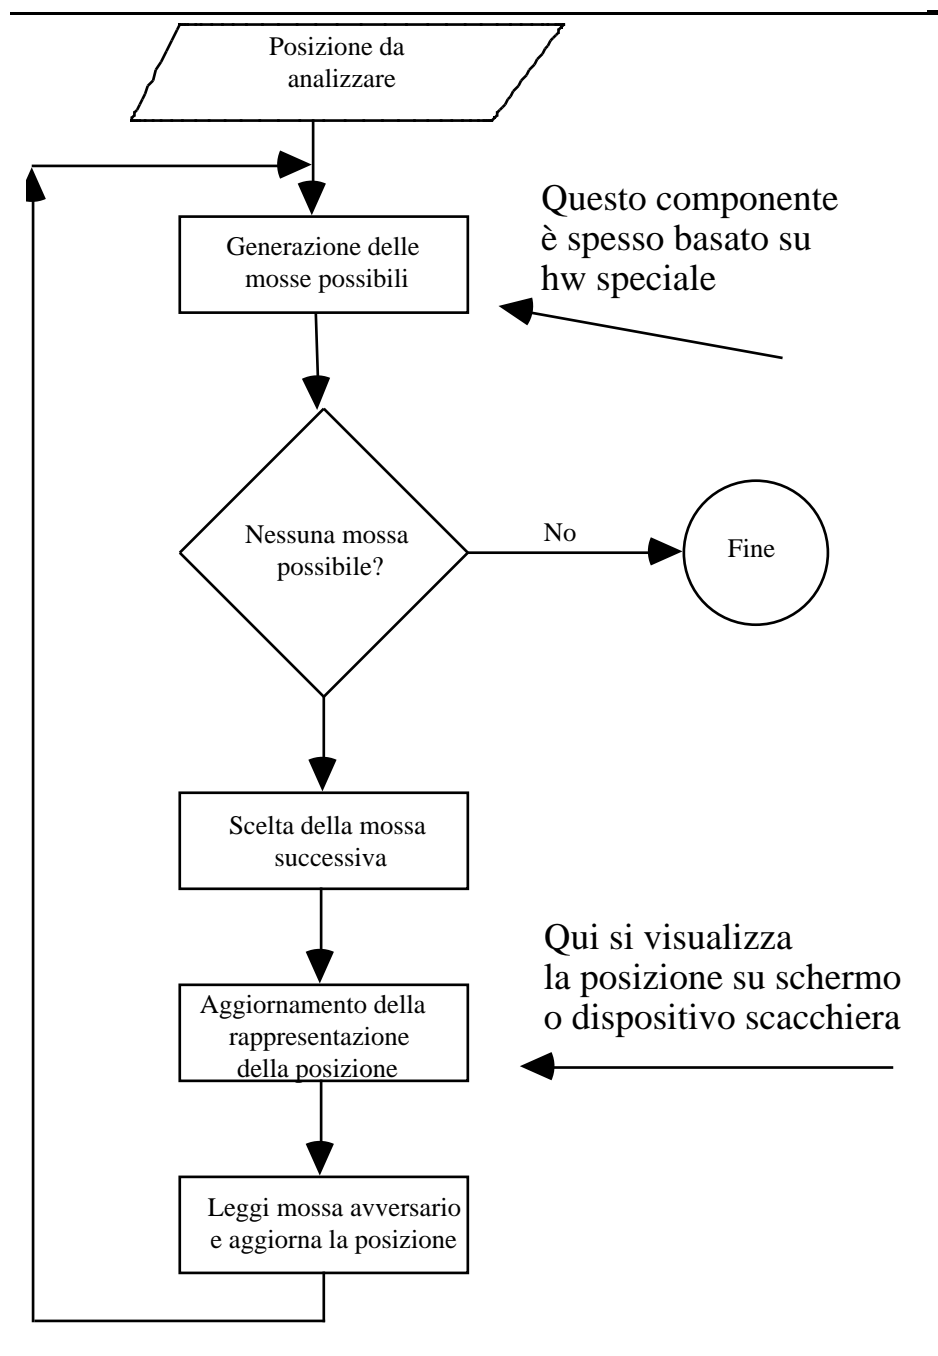 Posizione da
analizzare
Questo componente
è spesso basato su
hw speciale
Generazione delle
mosse possibili
Nessuna mossa
possibile?
No
Fine
Scelta della mossa
successiva
Qui si visualizza
la posizione su schermo
o dispositivo scacchiera
Aggiornamento della
rappresentazione
della posizione
Leggi mossa avversario
e aggiorna la posizione